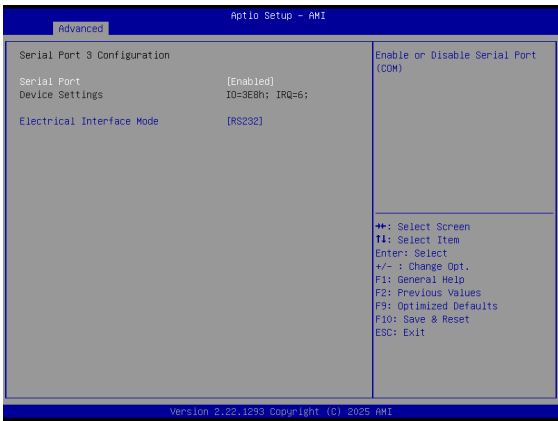 Aptio Setup - AMI
Advanced
Serial Port 3 Configuration
Serial Port [Enabled]
Device Settings IO=3E8h; IRQ=6;
Electrical Interface Mode [RS232]
Enable or Disable Serial Port
(COM)
→←: Select Screen
↑↓: Select Item
Enter: Select
+/- : Change Opt.
F1: General Help
F2: Previous Values
F9: Optimized Defaults
F10: Save & Reset
ESC: Exit
Version 2.22.1293 Copyright (C) 2025 AMI